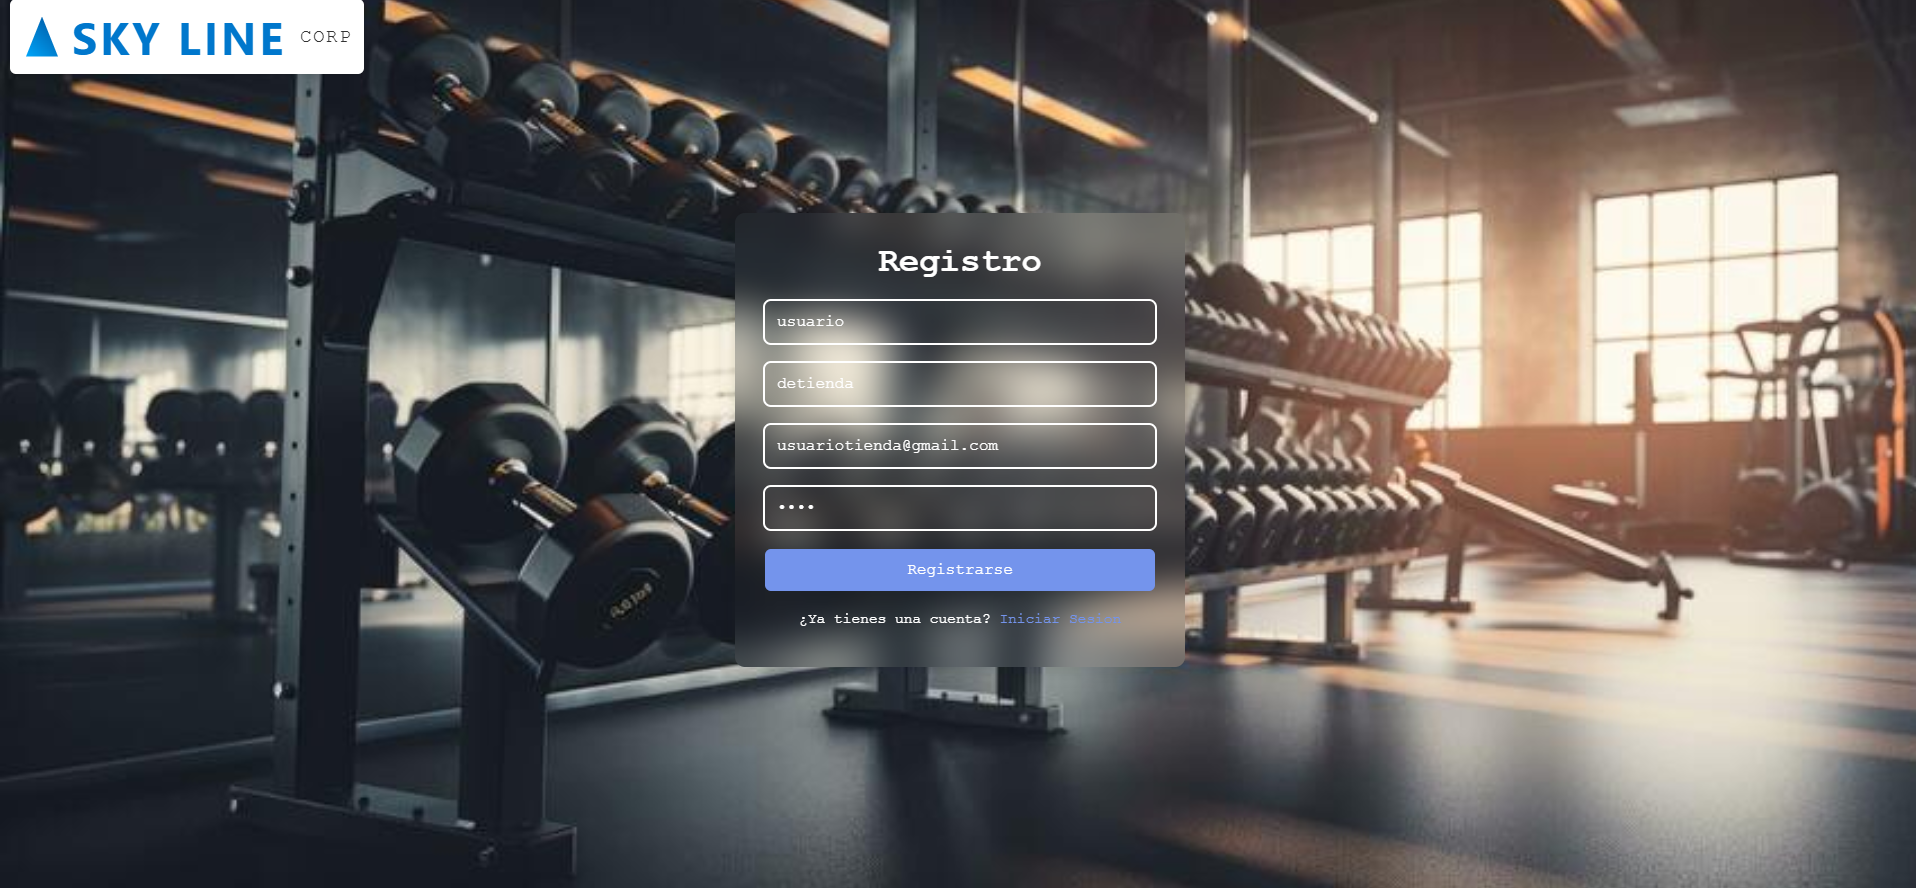 SKY LINE CORP
Registro
usuario
detienda
usuariotienda@gmail.com
••••
Registrarse
¿Ya tienes una cuenta? Iniciar